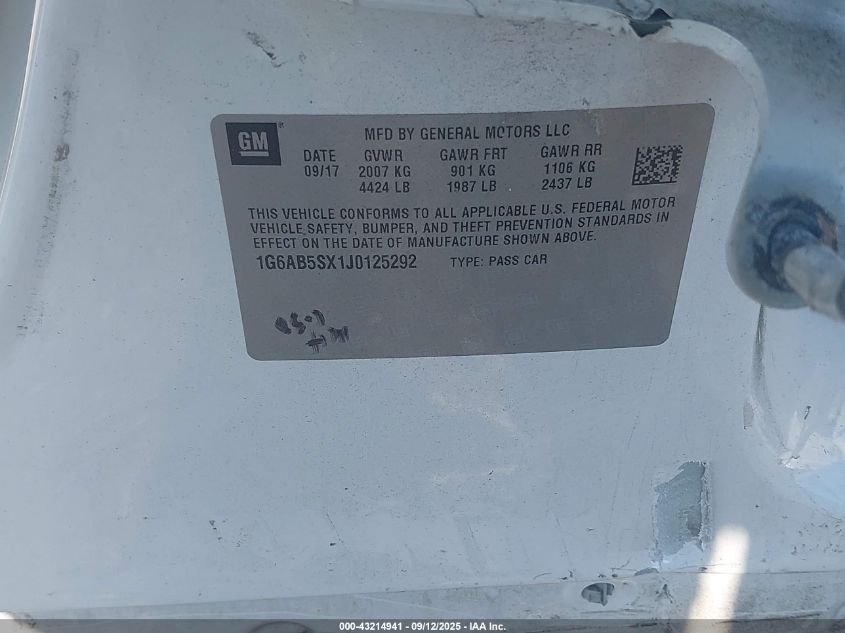 GM
MFD BY GENERAL MOTORS LLC
DATE GVWR GAWR FRT GAWR RR
09/17 2007 KG 901 KG 1106 KG
4424 LB 1987 LB 2437 LB
THIS VEHICLE CONFORMS TO ALL APPLICABLE U.S. FEDERAL MOTOR
VEHICLE SAFETY, BUMPER, AND THEFT PREVENTION STANDARDS IN
EFFECT ON THE DATE OF MANUFACTURE SHOWN ABOVE.
1G6AB5SX1J0125292 TYPE: PASS CAR
000-43214941 - 09/12/2025 - IAA Inc.